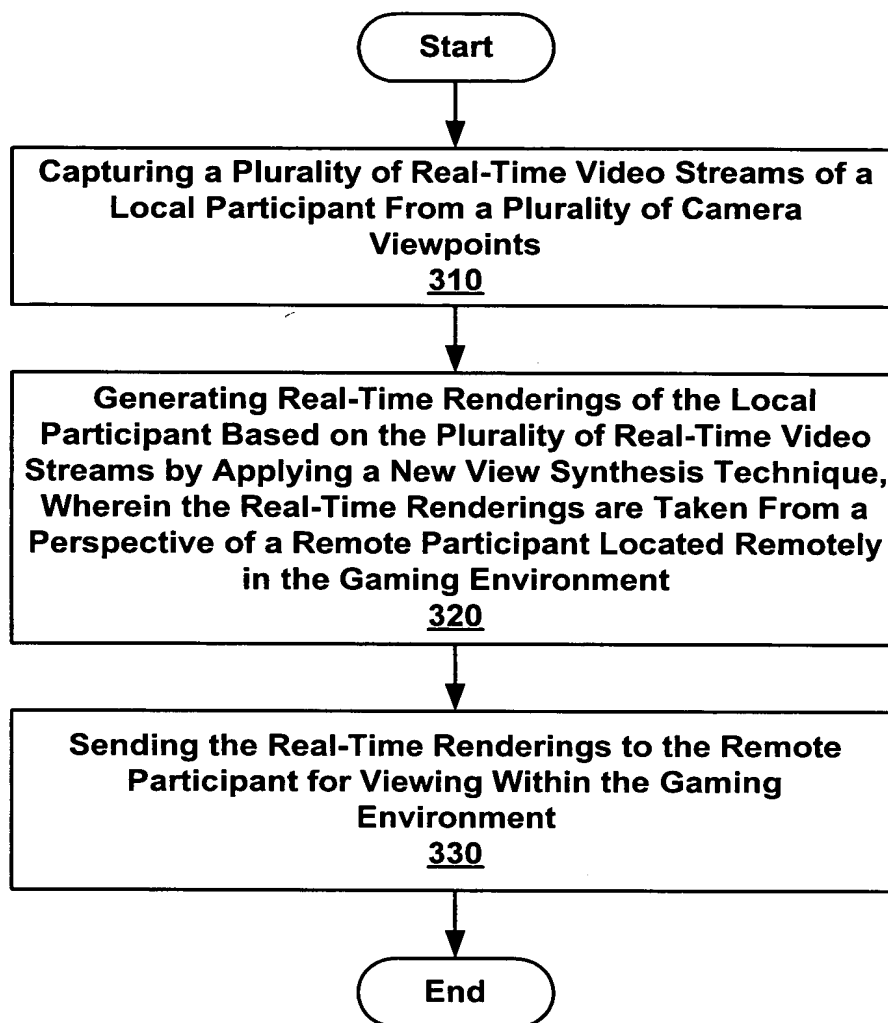 Start
Capturing a Plurality of Real-Time Video Streams of a
Local Participant From a Plurality of Camera
Viewpoints
310
Generating Real-Time Renderings of the Local
Participant Based on the Plurality of Real-Time Video
Streams by Applying a New View Synthesis Technique,
Wherein the Real-Time Renderings are Taken From a
Perspective of a Remote Participant Located Remotely
in the Gaming Environment
320
Sending the Real-Time Renderings to the Remote
Participant for Viewing Within the Gaming
Environment
330
End